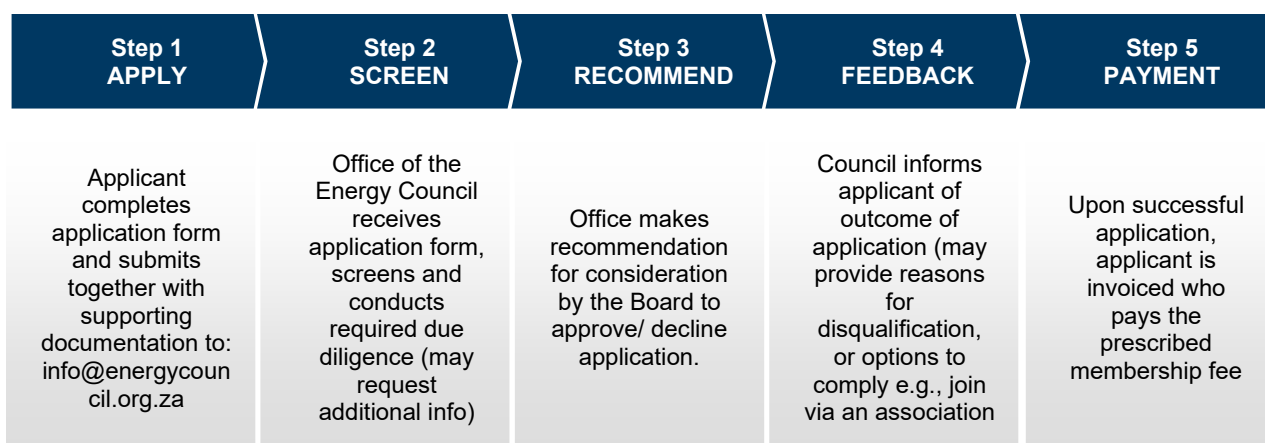 Step 1
APPLY
Step 2
SCREEN
Step 3
RECOMMEND
Step 4
FEEDBACK
Step 5
PAYMENT
Applicant
completes
application form
and submits
together with
supporting
documentation to:
info@energycoun
cil.org.za
Office of the
Energy Council
receives
application form,
screens and
conducts
required due
diligence (may
request
additional info)
Office makes
recommendation
for consideration
by the Board to
approve/ decline
application.
Council informs
applicant of
outcome of
application (may
provide reasons
for
disqualification,
or options to
comply e.g., join
via an association
Upon successful
application,
applicant is
invoiced who
pays the
prescribed
membership fee